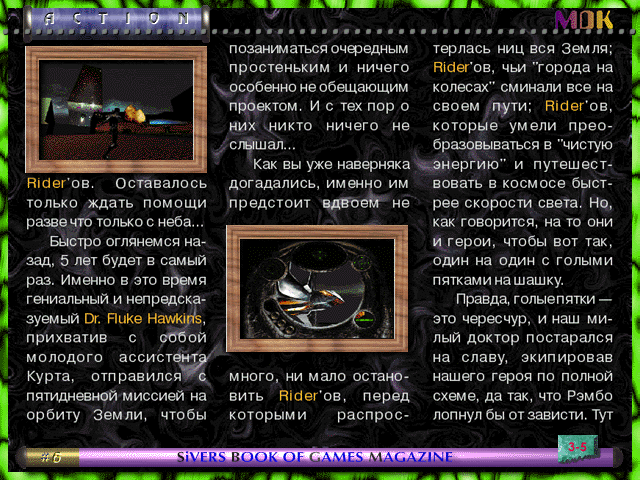 ACTION
MDK
Rider'ов. Оставалось
только ждать помощи
разве что только с неба...
Быстро оглянемся на-
зад, 5 лет будет в самый
раз. Именно в это время
гениальный и непредска-
зуемый Dr. Fluke Hawkins,
прихватив с собой
молодого ассистента
Курта, отправился с
пятидневной миссией на
орбиту Земли, чтобы
позаниматься очередным
простеньким и ничего
особенно не обещающим
проектом. И с тех пор о
них никто ничего не
слышал...
Как вы уже наверняка
догадались, именно им
предстоит вдвоем не
много, ни мало остано-
вить Rider'ов, перед
которыми распрос-
терлась ниц вся Земля;
Rider'ов, чьи "города на
колесах" сминали все на
своем пути; Rider'ов,
которые умели прео-
бразовываться в "чистую
энергию" и путешест-
вовать в космосе быст-
рее скорости света. Но,
как говорится, на то они
и герои, чтобы вот так,
один на один с голыми
пятками на шашку.
Правда, голыепятки —
это чересчур, и наш ми-
лый доктор постарался
на славу, экипировав
нашего героя по полной
схеме, да так, что Рэмбо
лопнул бы от зависти. Тут
#6
SiVERS BOOK OF GAMES MAGAZINE
3-5